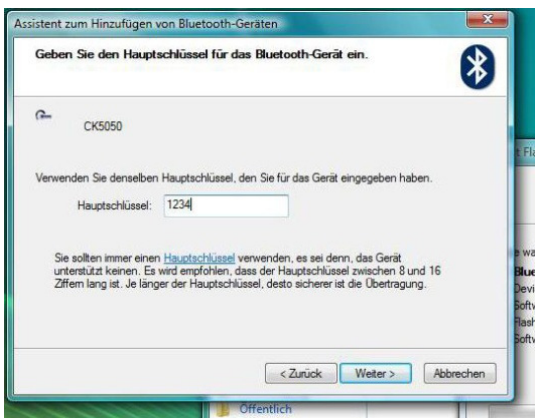 Assistent zum Hinzufügen von Bluetooth-Geräten
Geben Sie den Hauptschlüssel für das Bluetooth-Gerät ein.
CK5050
Verwenden Sie denselben Hauptschlüssel, den Sie für das Gerät eingegeben haben.
Hauptschlüssel: 1234
Sie sollten immer einen Hauptschlüssel verwenden, es sei denn, das Gerät
unterstützt keinen. Es wird empfohlen, dass der Hauptschlüssel zwischen 8 und 16
Ziffern lang ist. Je länger der Hauptschlüssel, desto sicherer ist die Übertragung.
< Zurück Weiter > Abbrechen
Öffentlich